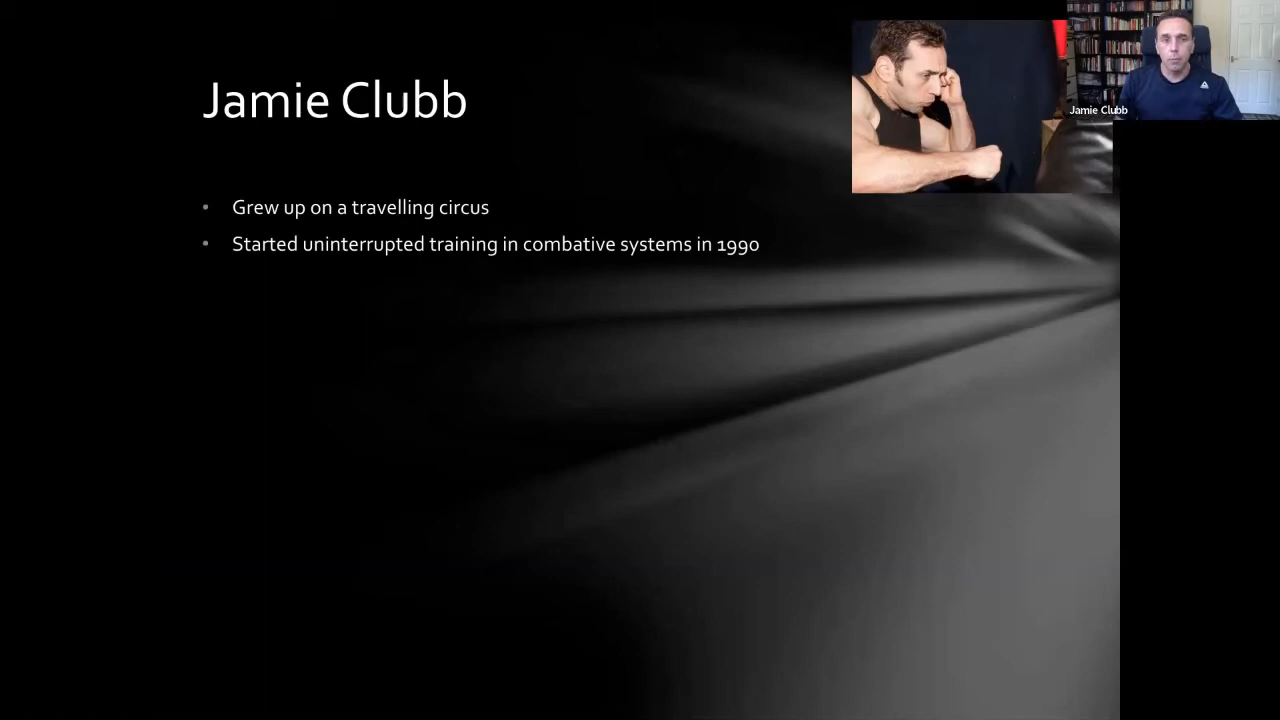 Jamie Clubb
Jamie Clubb
• Grew up on a travelling circus
• Started uninterrupted training in combative systems in 1990